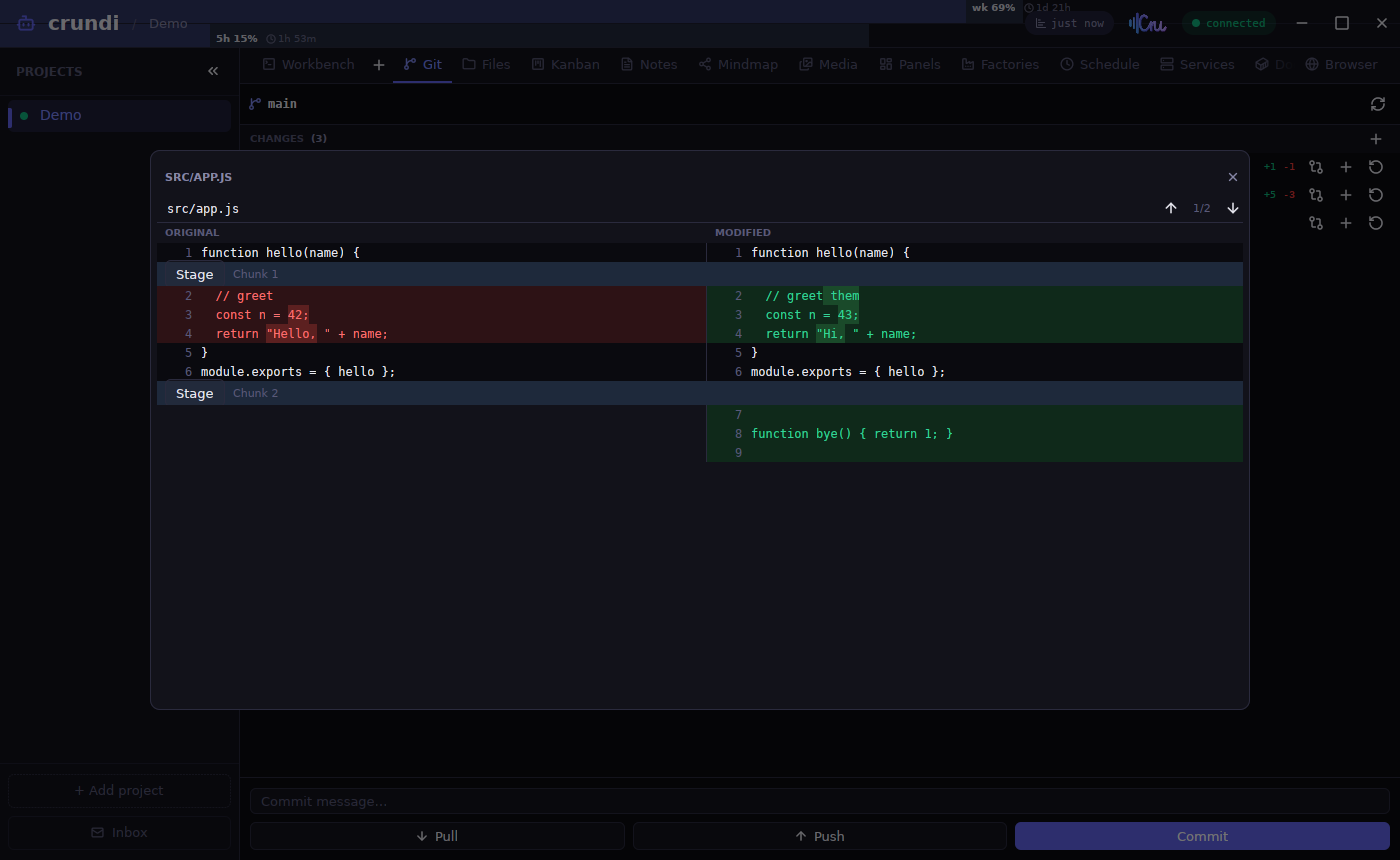 wk 69% 1d 21h
crundi / Demo just now Cru connected
5h 15% 1h 53m
PROJECTS
Workbench + Git Files Kanban Notes Mindmap Media Panels Factories Schedule Services Browser
Demo
main
CHANGES (3)
+1 -1
+5 -3
SRC/APP.JS
src/app.js 1/2
ORIGINAL MODIFIED
1 function hello(name) { 1 function hello(name) {
Stage Chunk 1
2 // greet 2 // greet them
3 const n = 42; 3 const n = 43;
4 return "Hello, " + name; 4 return "Hi, " + name;
5 } 5 }
6 module.exports = { hello }; 6 module.exports = { hello };
Stage Chunk 2
7
8 function bye() { return 1; }
9
+ Add project
Inbox
Commit message...
Pull Push Commit